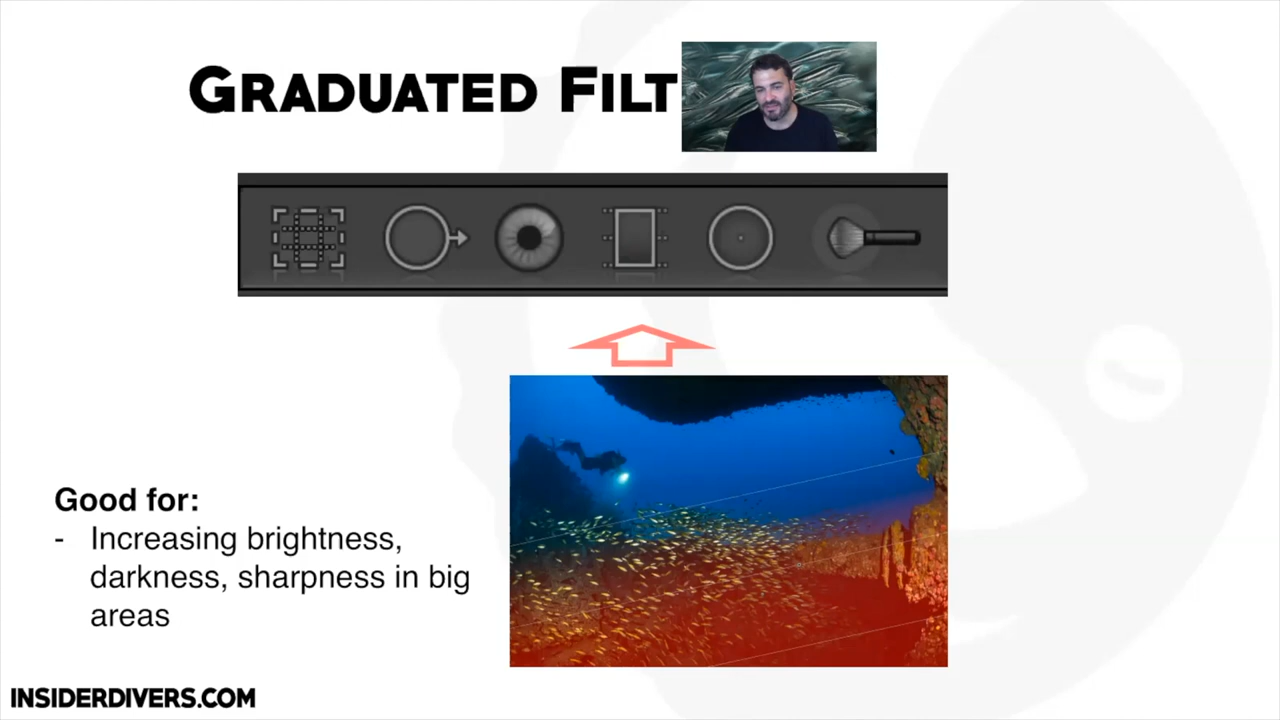 GRADUATED FILT
Good for:
- Increasing brightness,
darkness, sharpness in big
areas
INSIDERDIVERS.COM